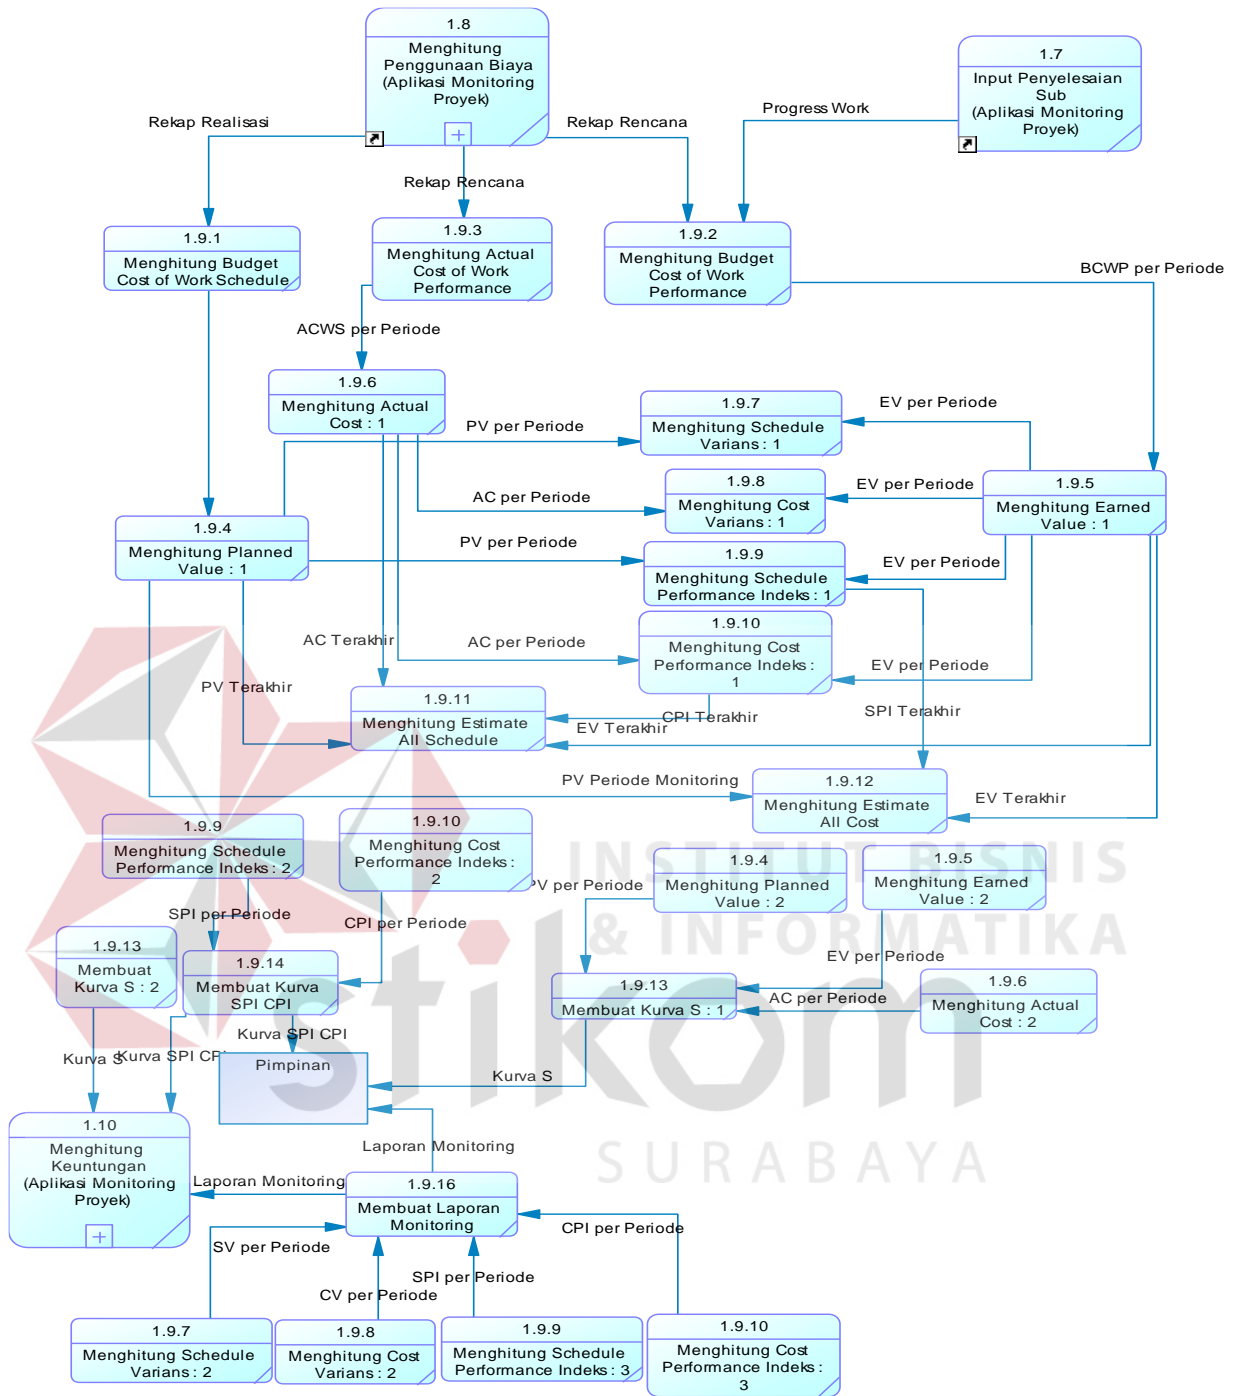 1.8
Menghitung
Penggunaan Biaya
(Aplikasi Monitoring
Proyek)
1.7
Input Penyelesaian
Sub
(Aplikasi Monitoring
Proyek)
Progress Work
Rekap Realisasi
Rekap Rencana
Rekap Rencana
1.9.1
Menghitung Budget
Cost of Work Schedule
1.9.3
Menghitung Actual
Cost of Work
Performance
1.9.2
Menghitung Budget
Cost of Work
Performance
BCWP per Periode
ACWS per Periode
1.9.6
Menghitung Actual
Cost : 1
1.9.7
Menghitung Schedule
Varians : 1
EV per Periode
PV per Periode
1.9.8
Menghitung Cost
Varians : 1
EV per Periode
AC per Periode
1.9.5
Menghitung Earned
Value : 1
1.9.4
Menghitung Planned
Value : 1
PV per Periode
1.9.9
Menghitung Schedule
Performance Indeks : 1
EV per Periode
1.9.10
Menghitung Cost
Performance Indeks :
1
AC Terakhir
AC per Periode
EV per Periode
PV Terakhir
1.9.11
Menghitung Estimate
All Schedule
CPI Terakhir
EV Terakhir
SPI Terakhir
PV Periode Monitoring
1.9.12
Menghitung Estimate
All Cost
EV Terakhir
1.9.9
Menghitung Schedule
Performance Indeks : 2
1.9.10
Menghitung Cost
Performance Indeks :
2
INSTITUT BISNIS
& INFORMATIKA
stikom
SURABAYA
1.9.4
Menghitung Planned
Value : 2
1.9.5
Menghitung Earned
Value : 2
PV per Periode
SPI per Periode
CPI per Periode
1.9.13
Membuat
Kurva S : 2
1.9.14
Membuat Kurva
SPI CPI
EV per Periode
1.9.13
Membuat Kurva S : 1
AC per Periode
1.9.6
Menghitung Actual
Cost : 2
Kurva SPI CPI
Kurva S
Kurva SPI CPI
Pimpinan
Kurva S
1.10
Menghitung
Keuntungan
(Aplikasi Monitoring
Proyek)
Laporan Monitoring
Laporan Monitoring
1.9.16
Membuat Laporan
Monitoring
SV per Periode
CPI per Periode
SPI per Periode
CV per Periode
1.9.7
Menghitung Schedule
Varians : 2
1.9.8
Menghitung Cost
Varians : 2
1.9.9
Menghitung Schedule
Performance Indeks : 3
1.9.10
Menghitung Cost
Performance Indeks :
3